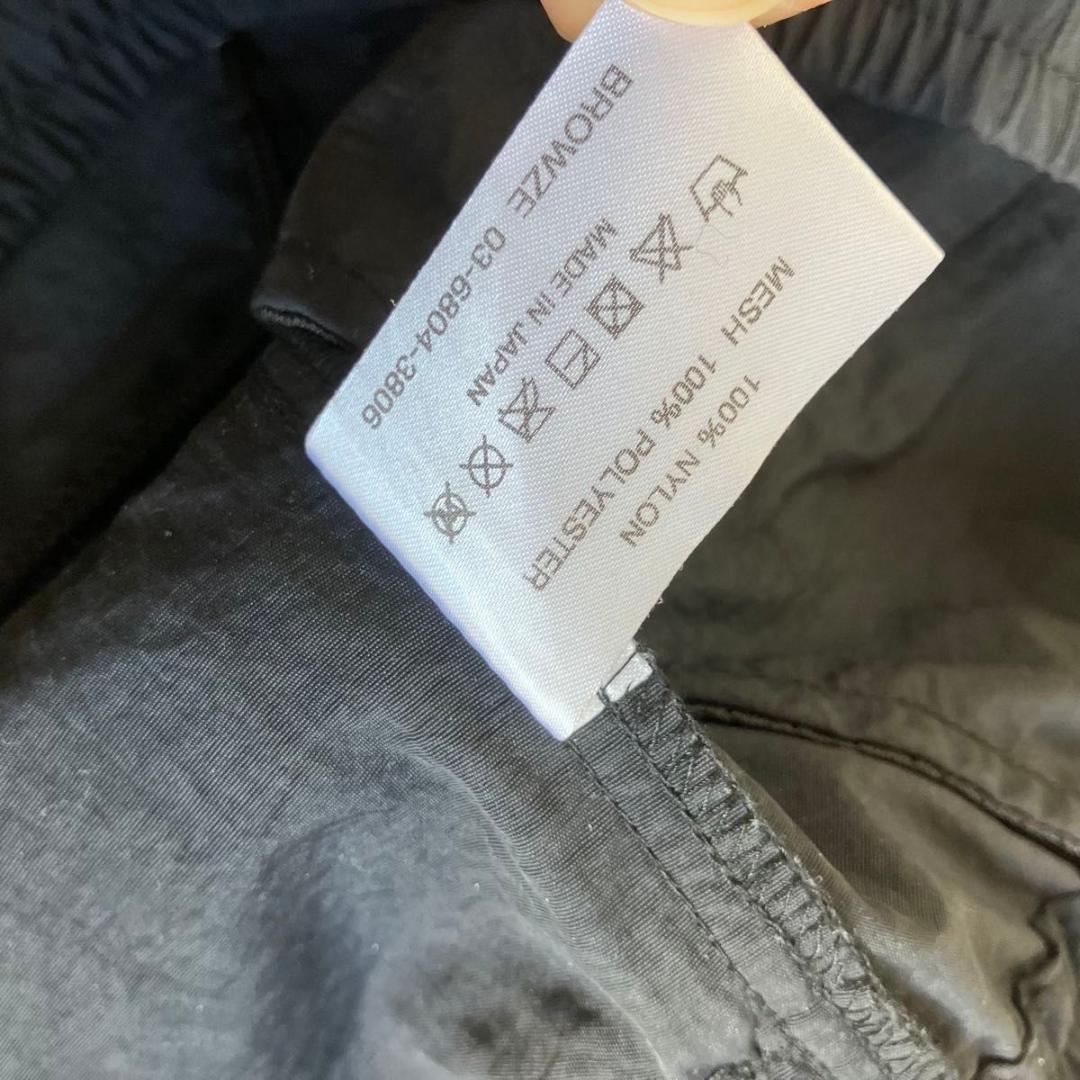 100% NYLON
MESH 100% POLYESTER
MADE IN JAPAN
BROWZE 03-6804-3806